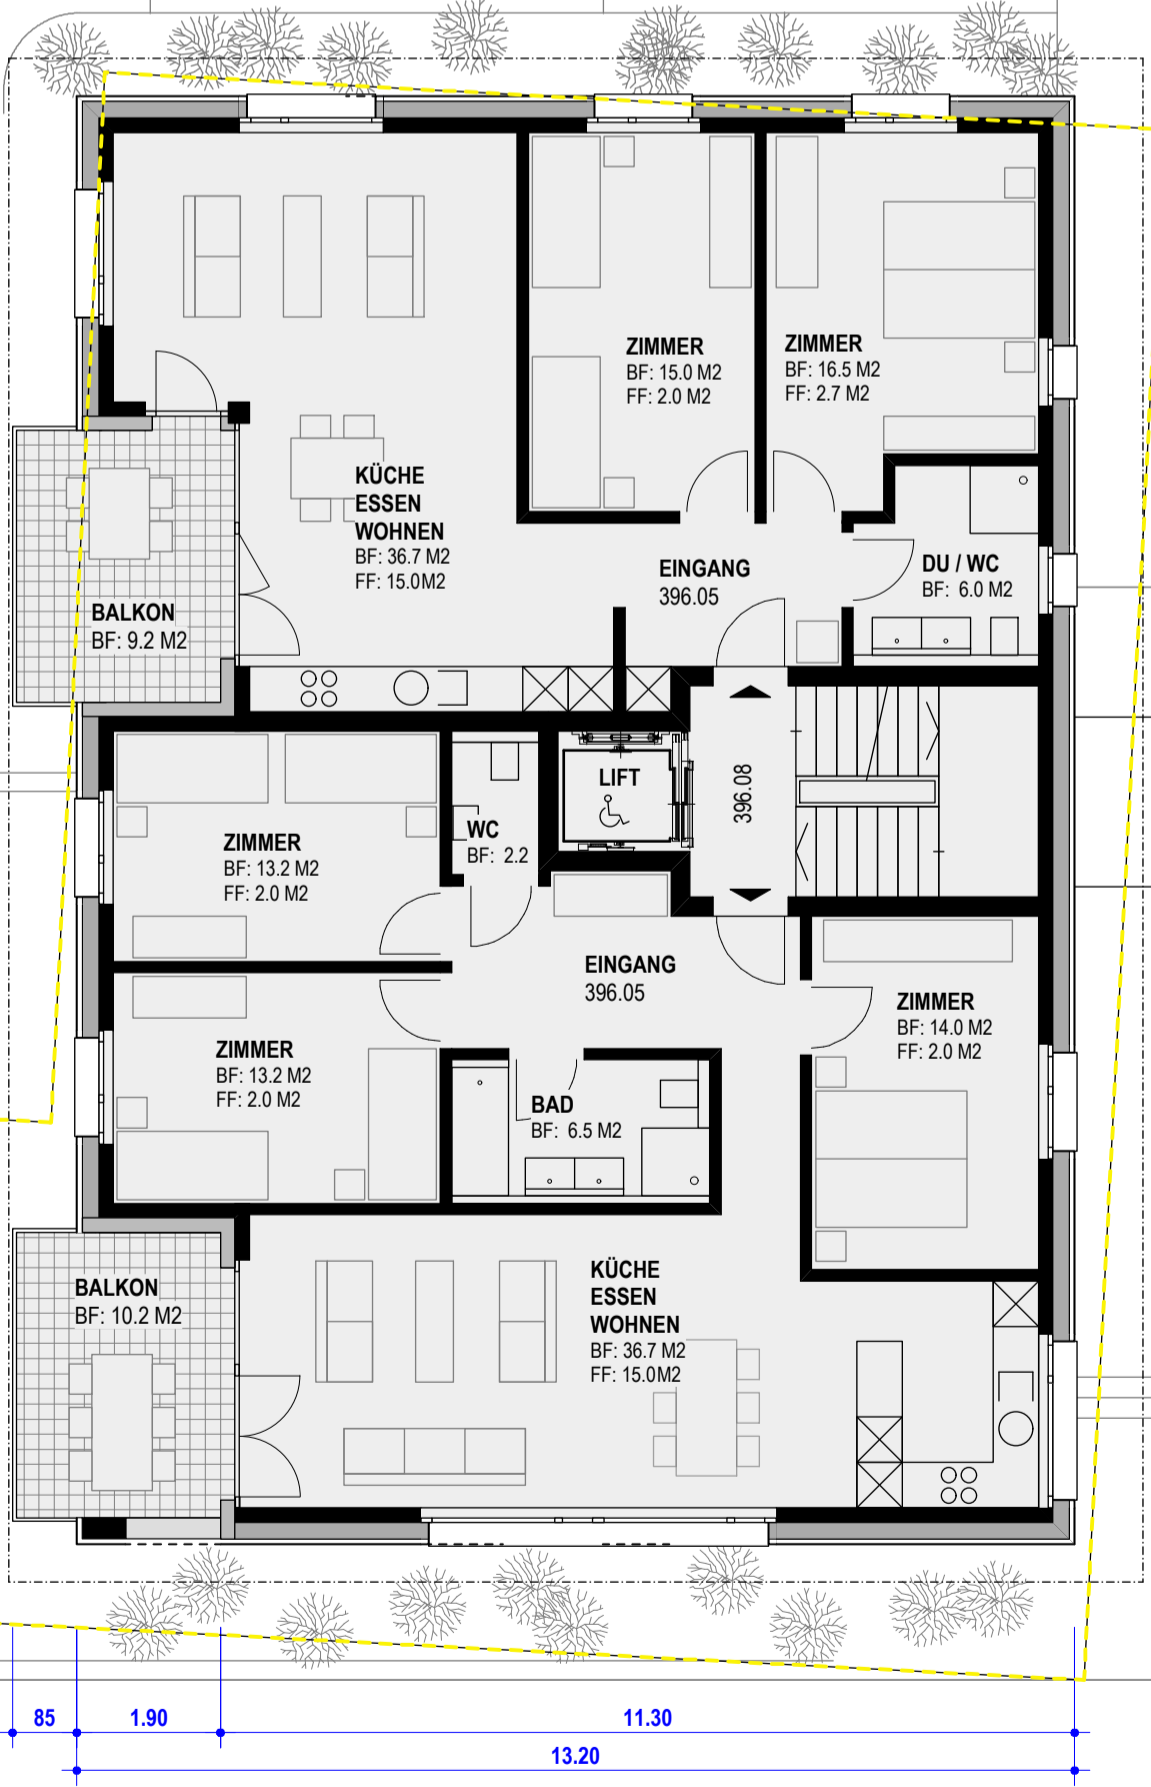 ZIMMER
BF: 15.0 M2
FF: 2.0 M2
ZIMMER
BF: 16.5 M2
FF: 2.7 M2
KÜCHE
ESSEN
WOHNEN
BF: 36.7 M2
FF: 15.0M2
EINGANG
396.05
DU / WC
BF: 6.0 M2
BALKON
BF: 9.2 M2
LIFT
396.08
ZIMMER
BF: 13.2 M2
FF: 2.0 M2
WC
BF: 2.2
EINGANG
396.05
ZIMMER
BF: 14.0 M2
FF: 2.0 M2
ZIMMER
BF: 13.2 M2
FF: 2.0 M2
BAD
BF: 6.5 M2
BALKON
BF: 10.2 M2
KÜCHE
ESSEN
WOHNEN
BF: 36.7 M2
FF: 15.0M2
85
1.90
11.30
13.20